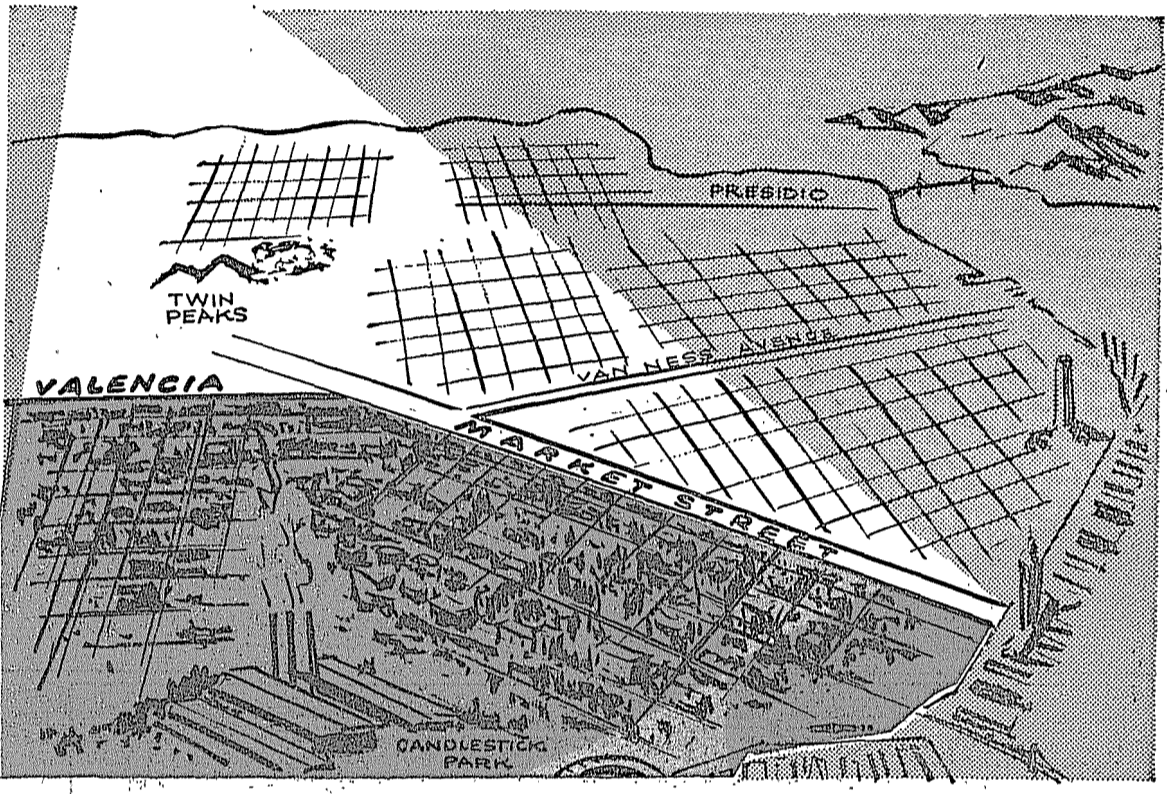 PRESIDIO
TWIN
PEAKS
VAN NESS AVENUE
VALENCIA
MARKET STREET
CANDLESTICK
PARK